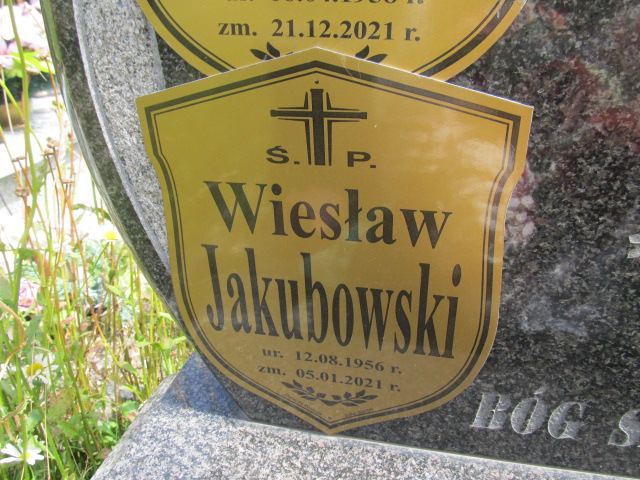 zm. 21.12.2021 r.
Ś. P.
Wiesław
Jakubowski
ur. 12.08.1956 r.
zm. 05.01.2021 r.
BÓG